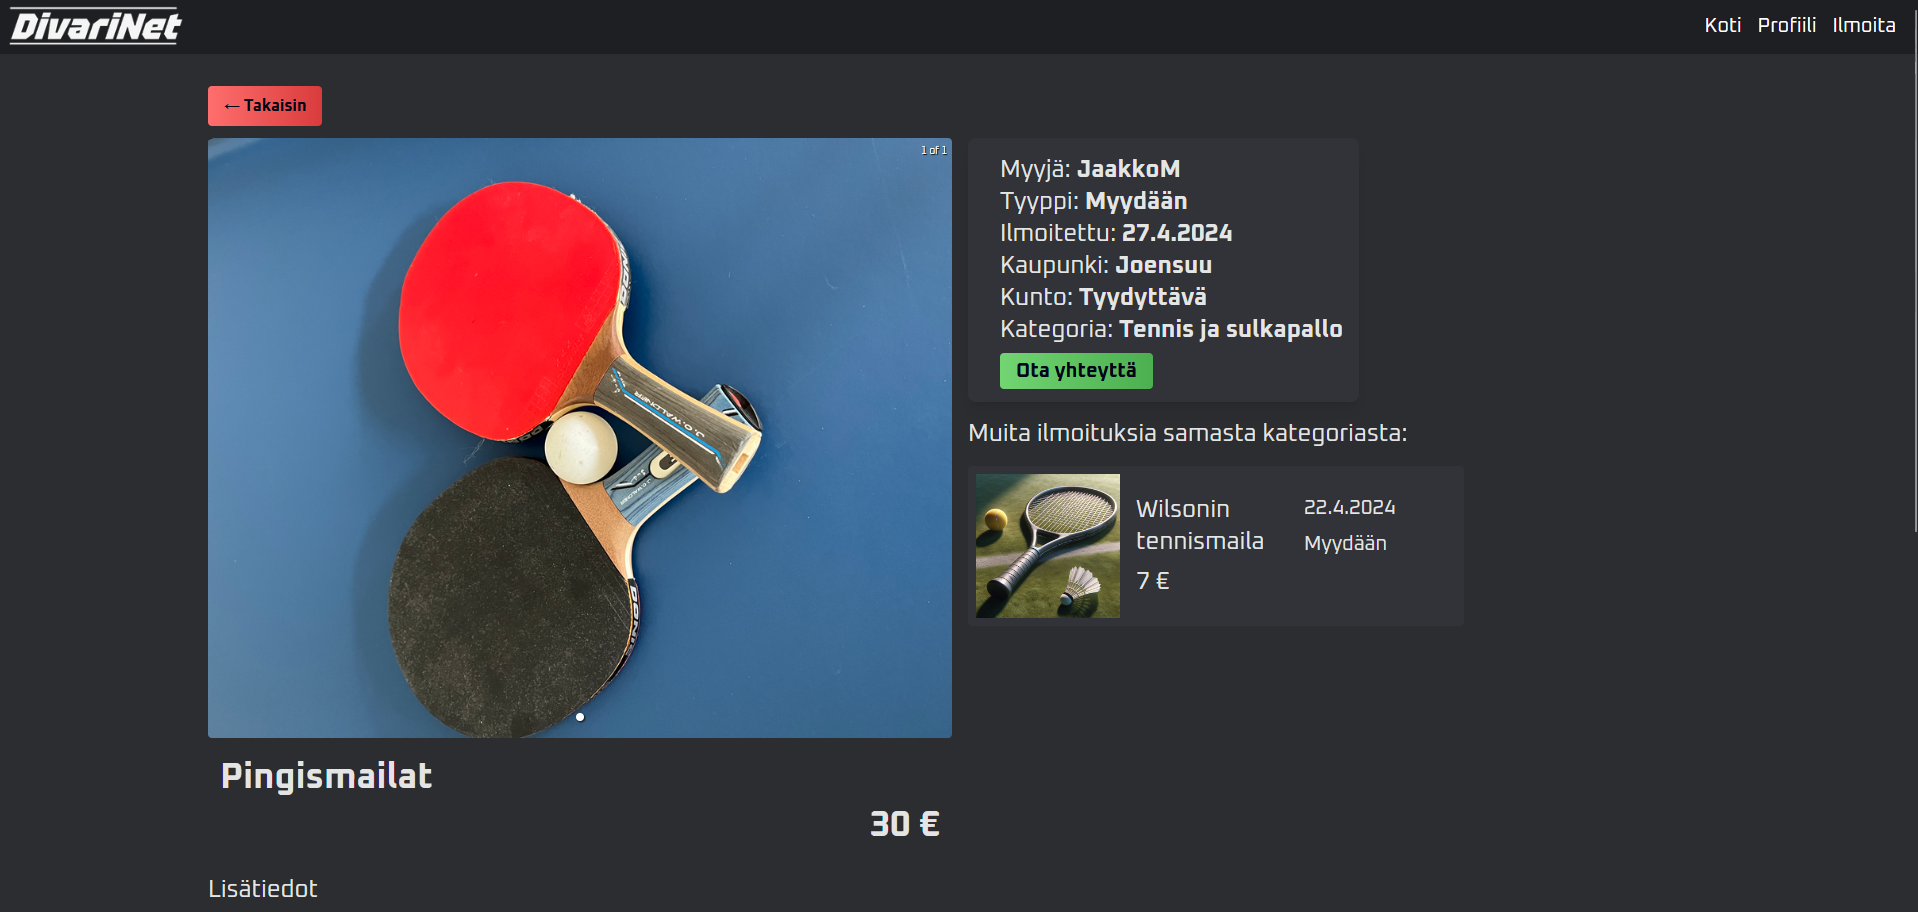 DivariNet
Koti Profiili Ilmoita
← Takaisin
1 of 1
Myyjä: JaakkoM
Tyyppi: Myydään
Ilmoitettu: 27.4.2024
Kaupunki: Joensuu
Kunto: Tyydyttävä
Kategoria: Tennis ja sulkapallo
Ota yhteyttä
J.O.WALDNER
Muita ilmoituksia samasta kategoriasta:
Wilsonin
tennismaila
7 €
22.4.2024
Myydään
Pingismailat
30 €
Lisätiedot